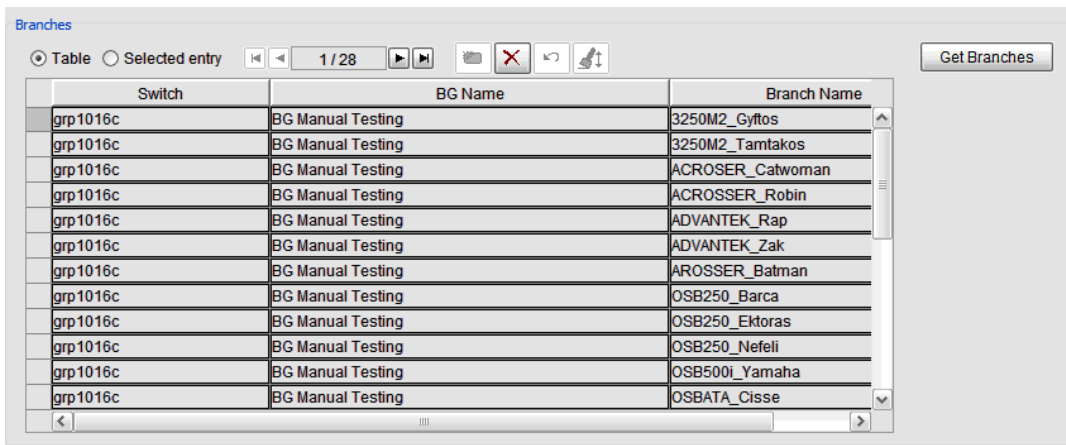 Branches
Table Selected entry 1 / 28 Get Branches
Switch BG Name Branch Name
grp1016c BG Manual Testing 3250M2_Gyftos
grp1016c BG Manual Testing 3250M2_Tamtakos
grp1016c BG Manual Testing ACROSER_Catwoman
grp1016c BG Manual Testing ACROSSER_Robin
grp1016c BG Manual Testing ADVANTEK_Rap
grp1016c BG Manual Testing ADVANTEK_Zak
grp1016c BG Manual Testing AROSSER_Batman
grp1016c BG Manual Testing OSB250_Barca
grp1016c BG Manual Testing OSB250_Ektoras
grp1016c BG Manual Testing OSB250_Nefeli
grp1016c BG Manual Testing OSB500i_Yamaha
grp1016c BG Manual Testing OSBATA_Cisse